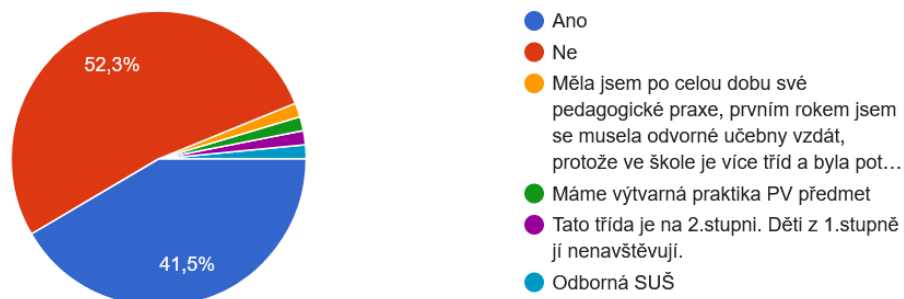 52,3%
41,5%
Ano
Ne
Měla jsem po celou dobu své
pedagogické praxe, prvním rokem jsem
se musela odvorné učebny vzdát,
protože ve škole je více tříd a byla pot…
Máme výtvarná praktika PV předmet
Tato třída je na 2.stupni. Děti z 1.stupně
jí nenavštěvují.
Odborná SUŠ